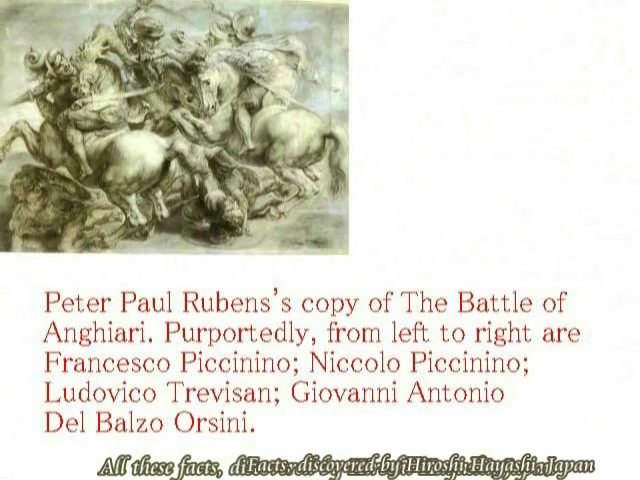 Peter Paul Rubens's copy of The Battle of
Anghiari. Purportedly, from left to right are
Francesco Piccinino; Niccolo Piccinino;
Ludovico Trevisan; Giovanni Antonio
Del Balzo Orsini.
All these facts, Facts, discovered by Hiroshi Hayashi, Japan